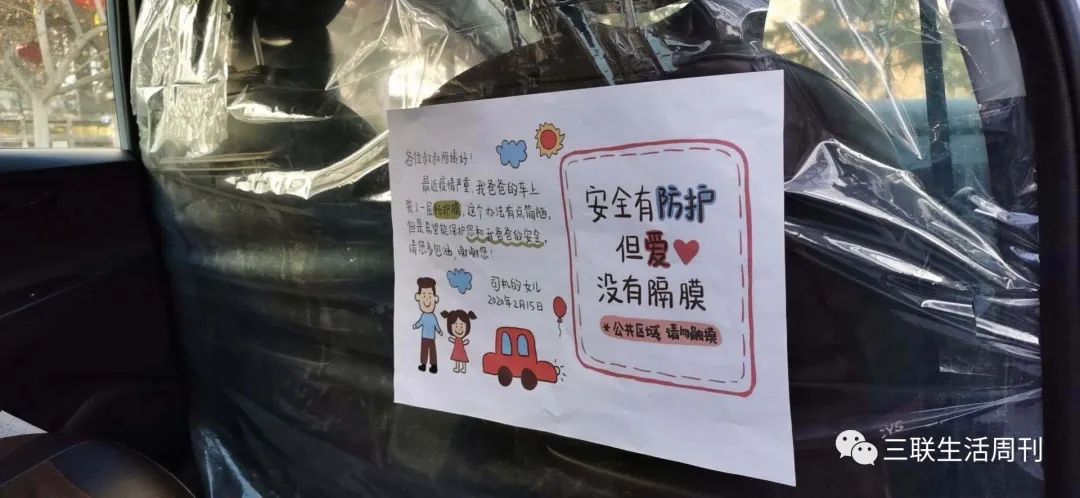 各位叔叔阿姨好！
最近疫情严重，我爸爸的车上
装了一层防护膜，这个办法有点简陋，
但是希望能保护您和我爸爸的安全，
请您多包涵，谢谢您！
司机的女儿
2020年2月15日
安全有防护
但爱
没有隔膜
*公共区域，请勿触摸
三联生活周刊